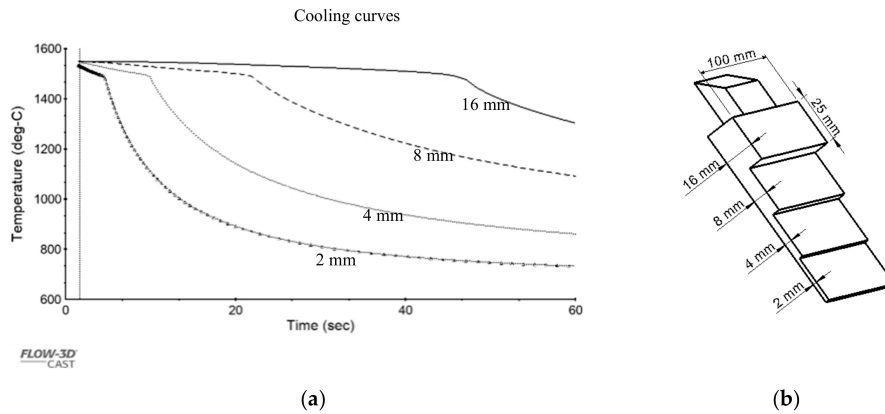 Cooling curves
1600
1400
1200
1000
800
600
Temperature (deg-C)
0
20
40
60
Time (sec)
16 mm
8 mm
4 mm
2 mm
FLOW-3D
CAST
(a)
100 mm
25 mm
16 mm
8 mm
4 mm
2 mm
(b)